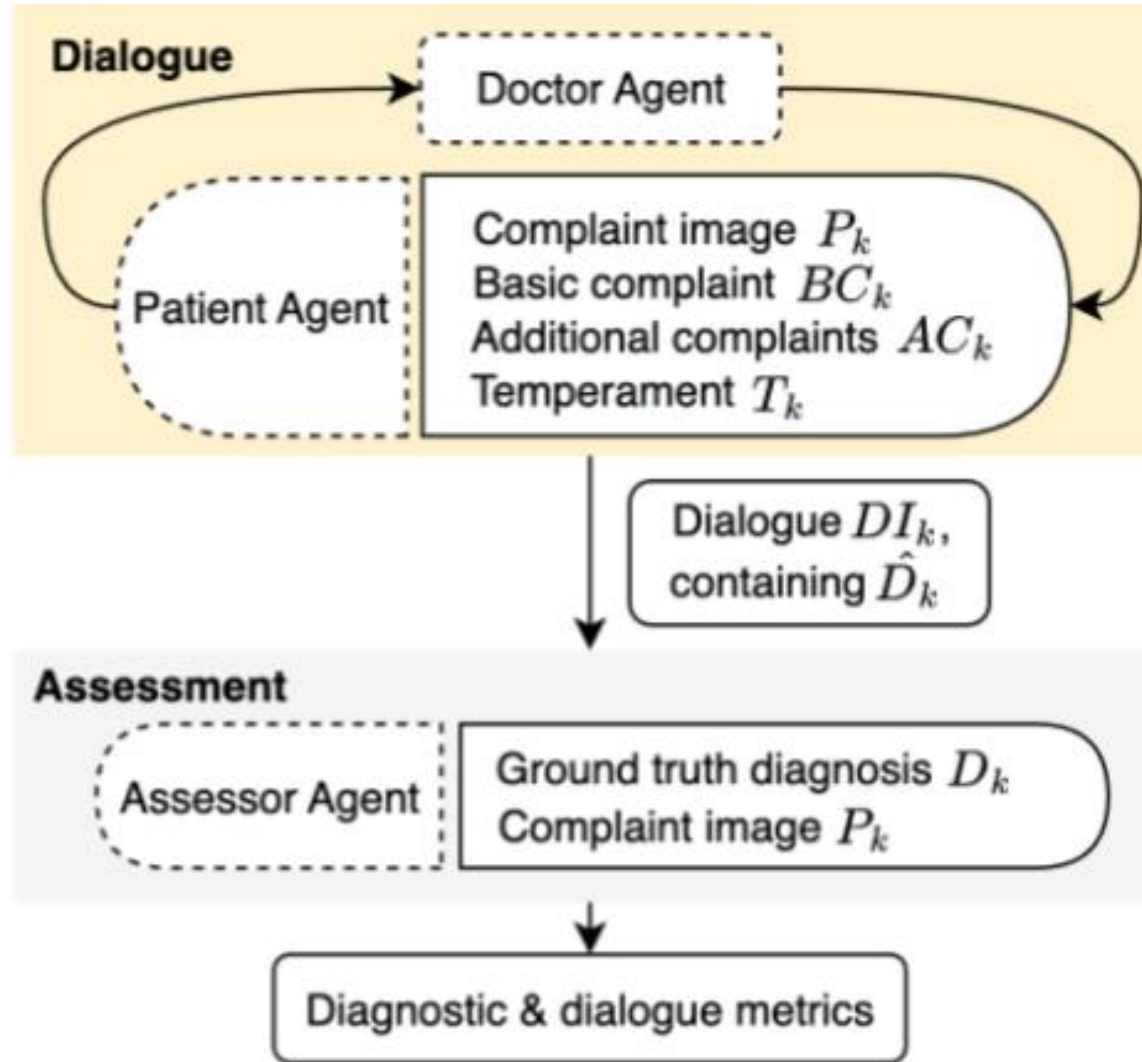 Dialogue
Doctor Agent
Patient Agent
Complaint image $P_k$
Basic complaint $BC_k$
Additional complaints $AC_k$
Temperament $T_k$
Dialogue $DI_k$,
containing $\hat{D}_k$
Assessment
Assessor Agent
Ground truth diagnosis $D_k$
Complaint image $P_k$
Diagnostic & dialogue metrics